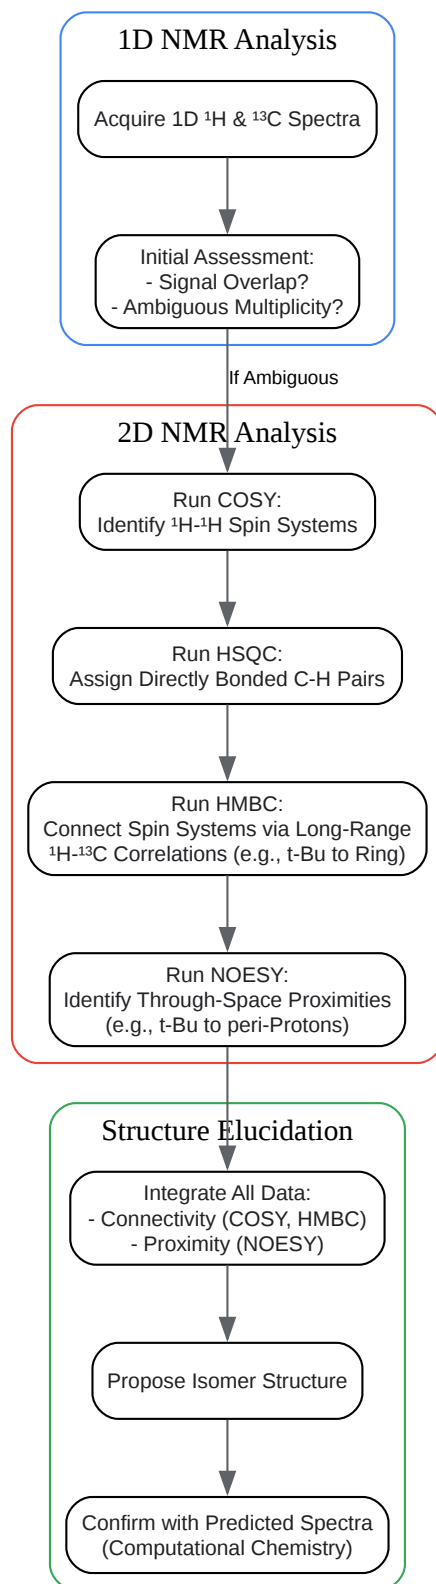 1D NMR Analysis
Acquire 1D ¹H & ¹³C Spectra
Initial Assessment:
- Signal Overlap?
- Ambiguous Multiplicity?
If Ambiguous
2D NMR Analysis
Run COSY:
Identify ¹H-¹H Spin Systems
Run HSQC:
Assign Directly Bonded C-H Pairs
Run HMBC:
Connect Spin Systems via Long-Range
¹H-¹³C Correlations (e.g., t-Bu to Ring)
Run NOESY:
Identify Through-Space Proximities
(e.g., t-Bu to peri-Protons)
Structure Elucidation
Integrate All Data:
- Connectivity (COSY, HMBC)
- Proximity (NOESY)
Propose Isomer Structure
Confirm with Predicted Spectra
(Computational Chemistry)